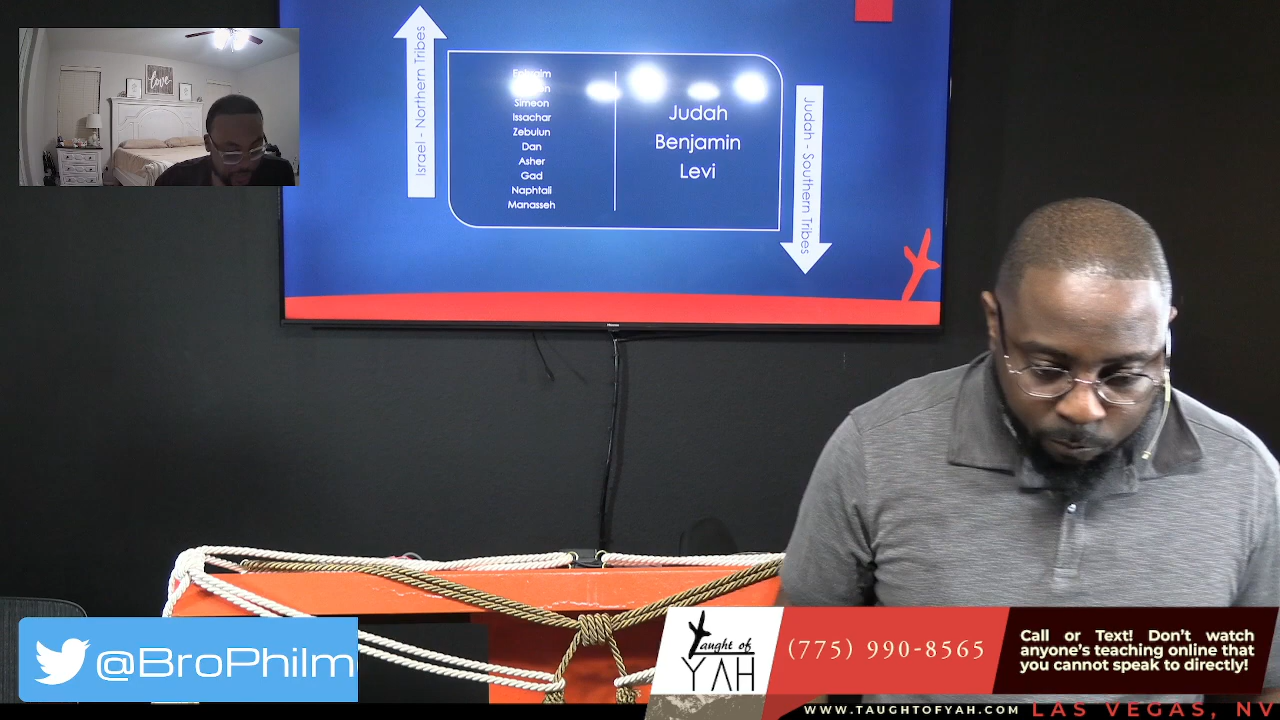 love
Israel - Northern Tribes
Simeon
Issachar
Zebulun
Dan
Asher
Gad
Naphtali
Manasseh
Judah
Benjamin
Levi
Judah - Southern Tribes
@BroPhilm
Taught of
YAH
(775) 990-8565
Call or Text! Don't watch
anyone's teaching online that
you cannot speak to directly!
WWW.TAUGHTOFYAH.COM
LAS VEGAS, NV